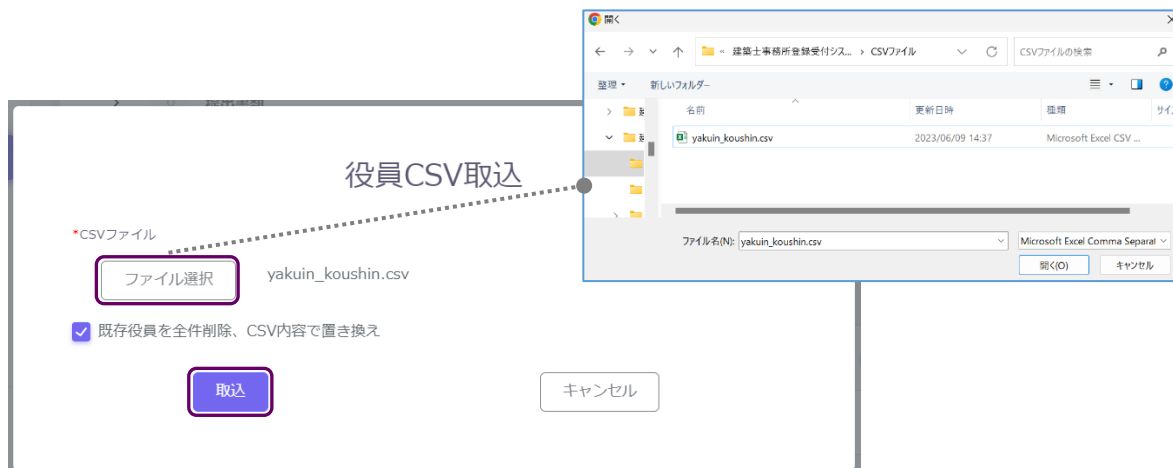 開く
« 建築士事務所登録受付シス... › CSVファイル
CSVファイルの検索
整理
新しいフォルダー
名前
更新日時
種類
サイ
yakuin_koushin.csv
2023/06/09 14:37
Microsoft Excel CSV ...
ファイル名(N):
yakuin_koushin.csv
Microsoft Excel Comma Separat
開く(O)
キャンセル
役員CSV取込
*CSVファイル
ファイル選択
yakuin_koushin.csv
既存役員を全件削除、CSV内容で置き換え
取込
キャンセル